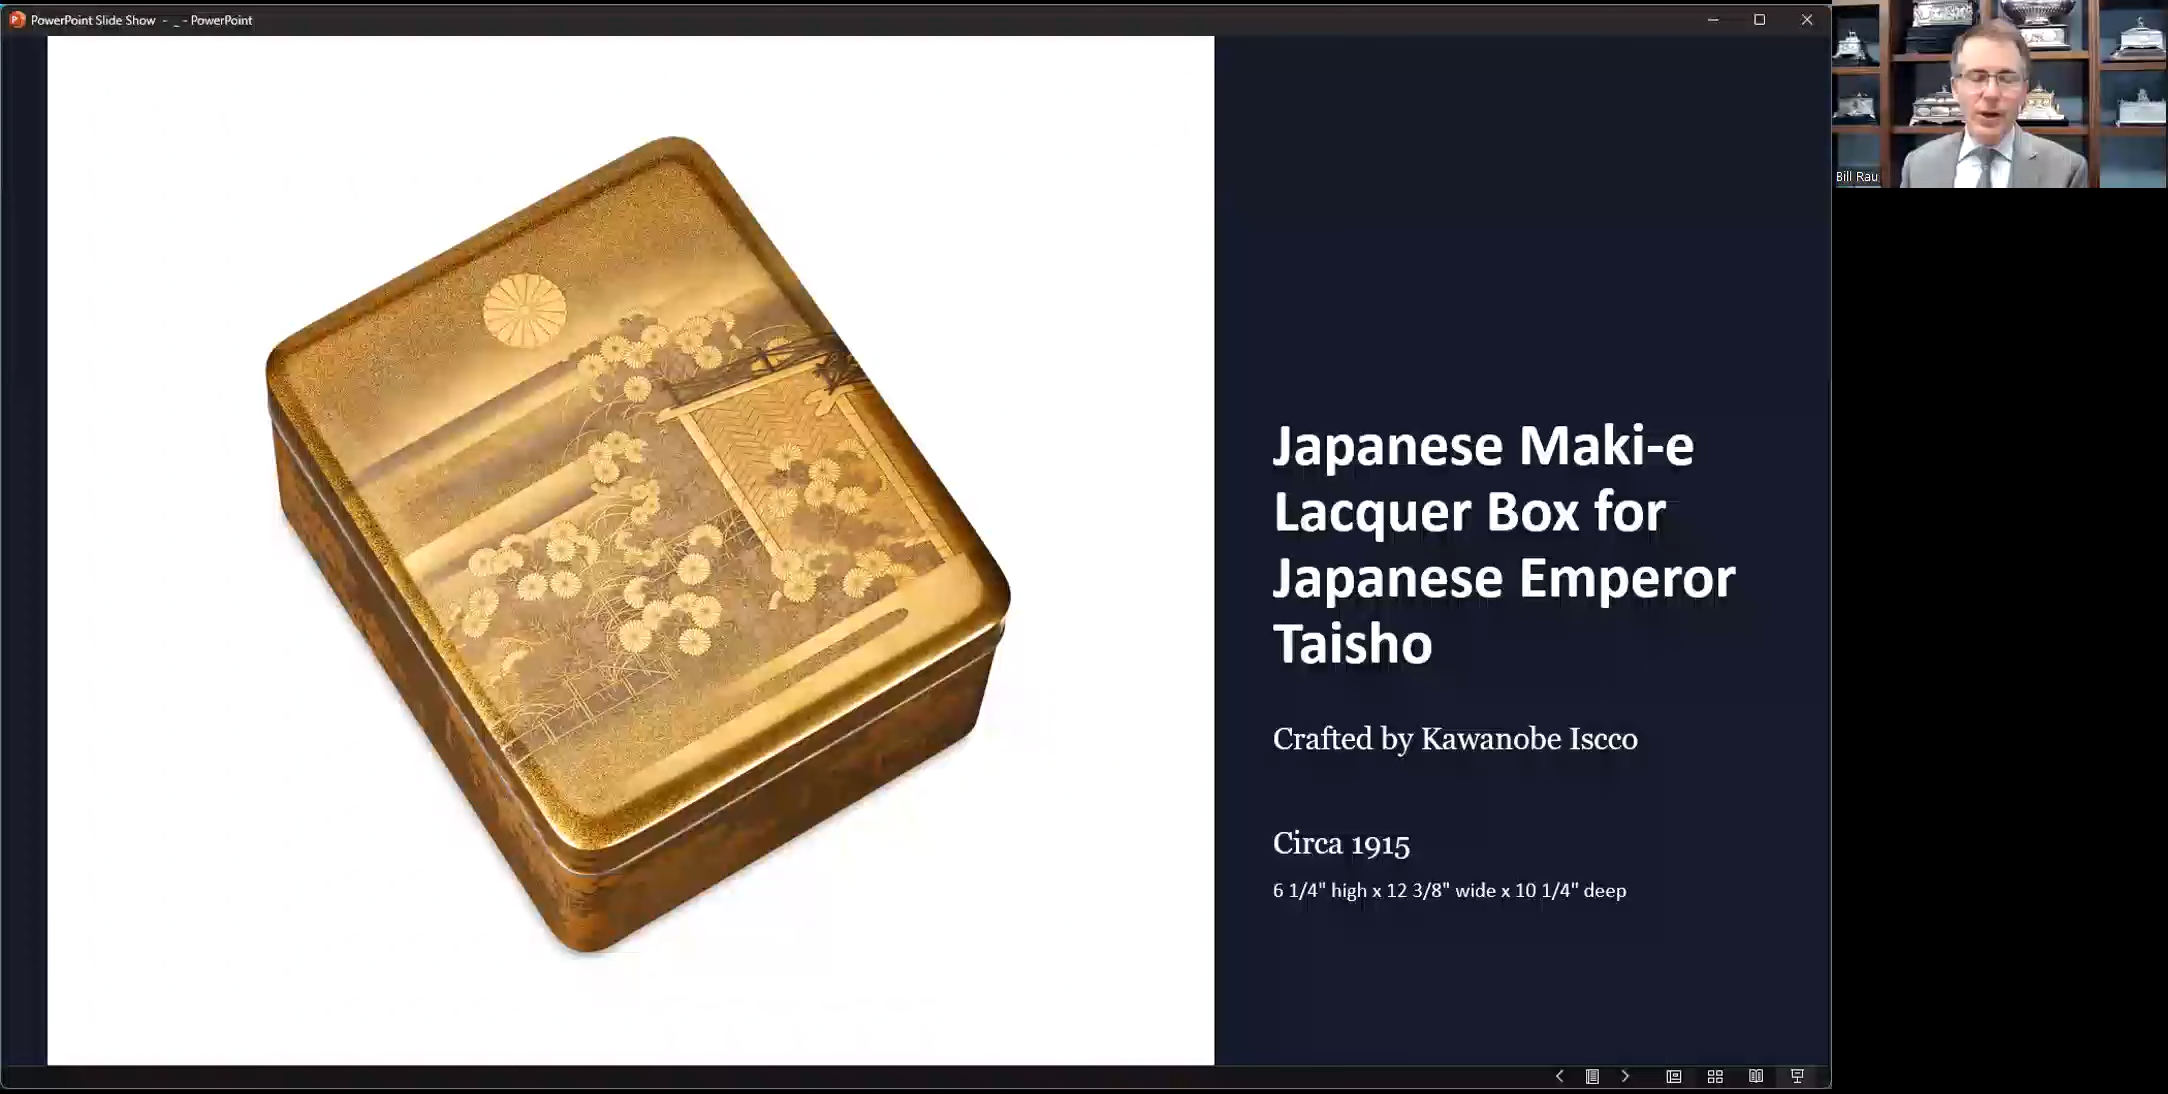 PowerPoint Slide Show - _ - PowerPoint
Bill Rau
Japanese Maki-e
Lacquer Box for
Japanese Emperor
Taisho
Crafted by Kawanobe Iscco
Circa 1915
6 1/4" high x 12 3/8" wide x 10 1/4" deep